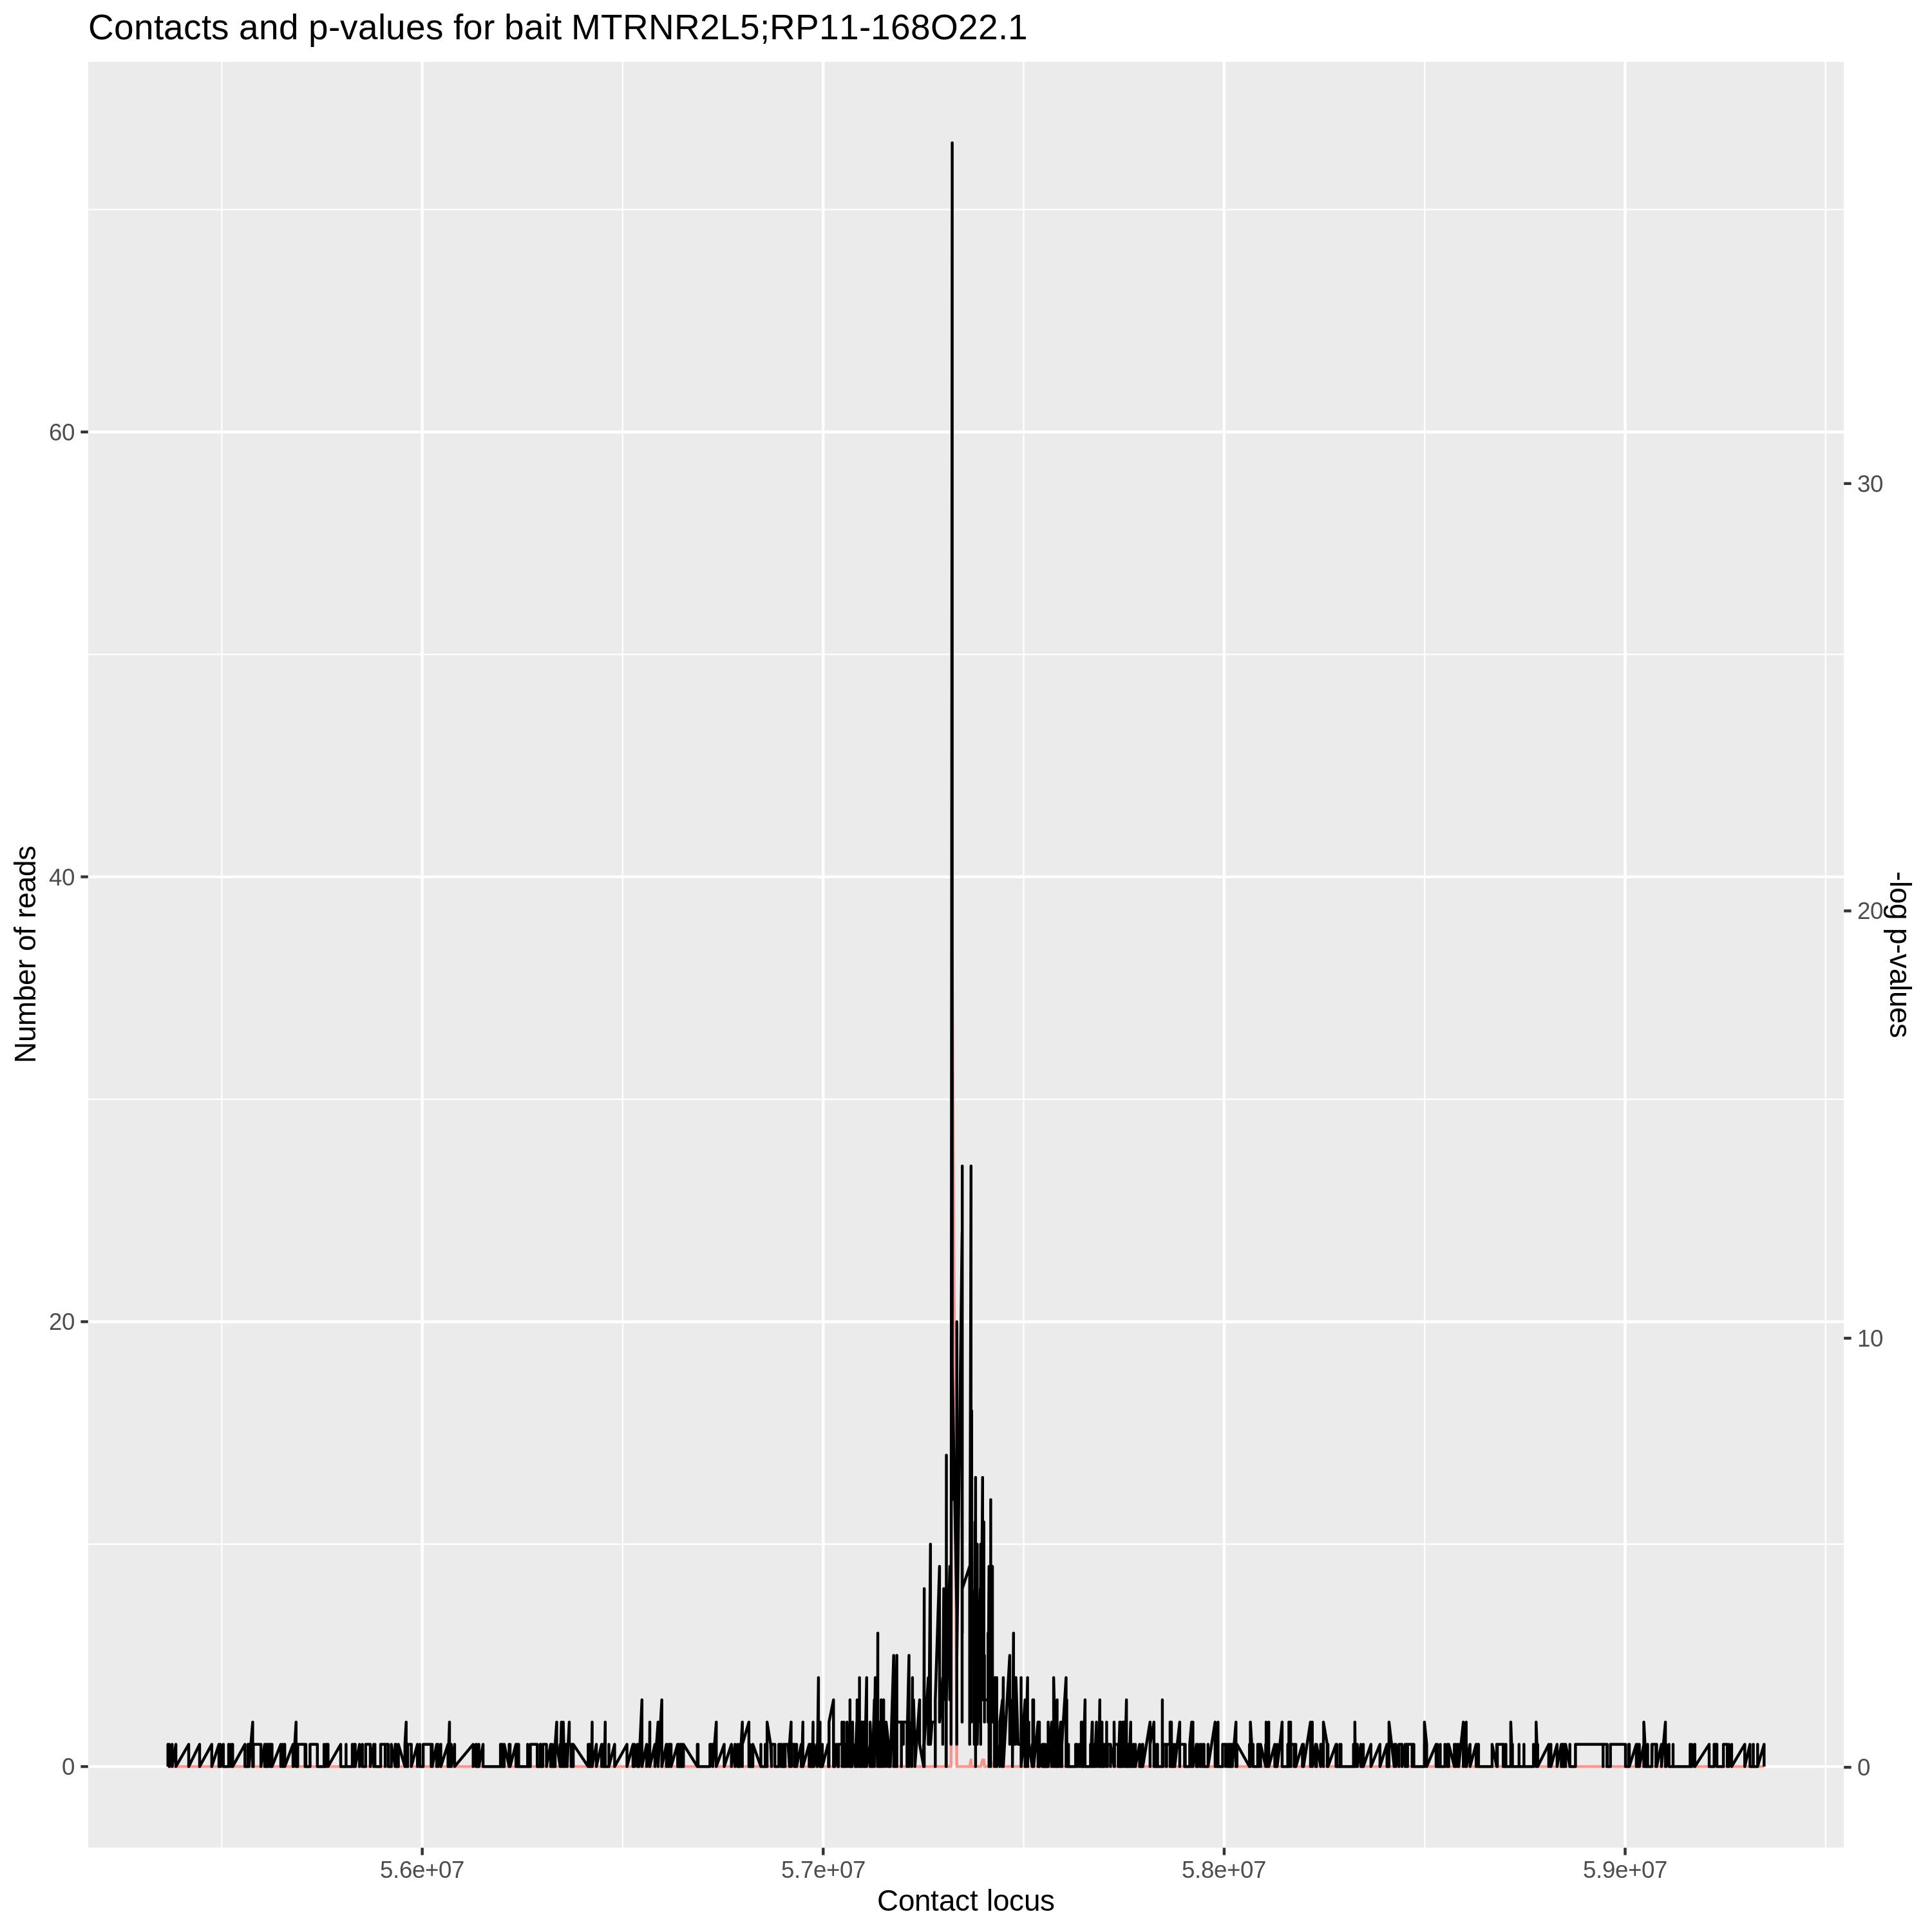 Contacts and p-values for bait MTRNR2L5;RP11-168O22.1
60
40
20
0
30
20
10
0
Number of reads
-log p-values
5.6e+07
5.7e+07
5.8e+07
5.9e+07
Contact locus